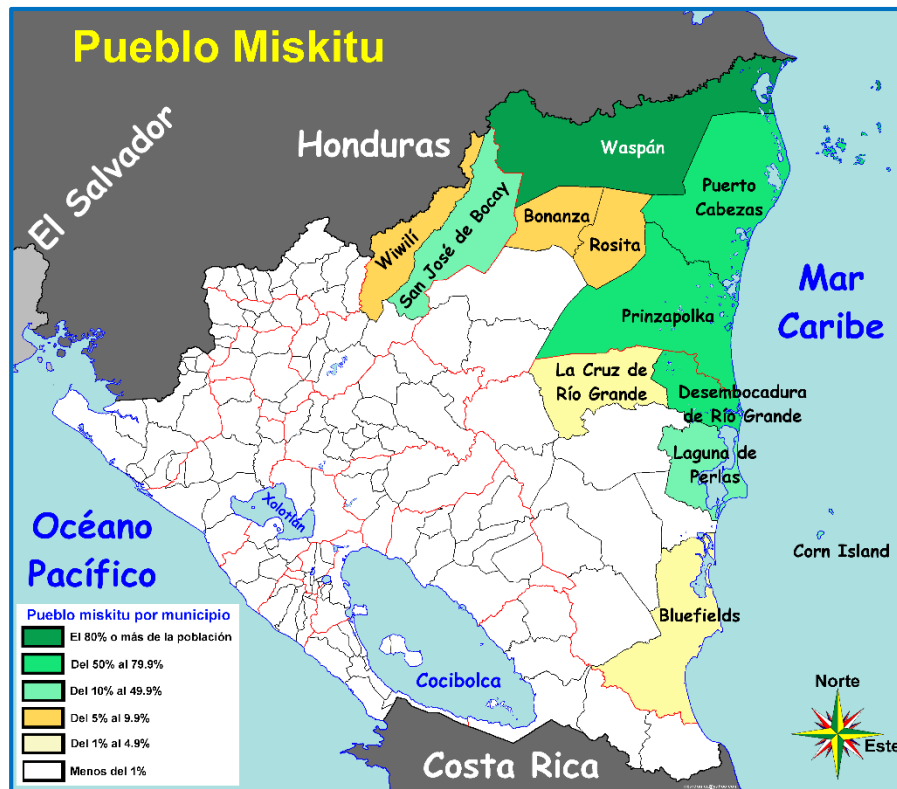 Pueblo Miskitu
El Salvador
Honduras
Waspán
Puerto
Cabezas
Bonanza
Rosita
Wiwilí
San José de Bocay
Mar
Caribe
Prinzapolka
La Cruz de
Río Grande
Desembocadura
de Río Grande
Laguna de
Perlas
Xolotlán
Océano
Pacífico
Corn Island
Bluefields
Cocibolca
Costa Rica
Norte
Este
Pueblo miskitu por municipio
El 80% o más de la población
Del 50% al 79.9%
Del 10% al 49.9%
Del 5% al 9.9%
Del 1% al 4.9%
Menos del 1%